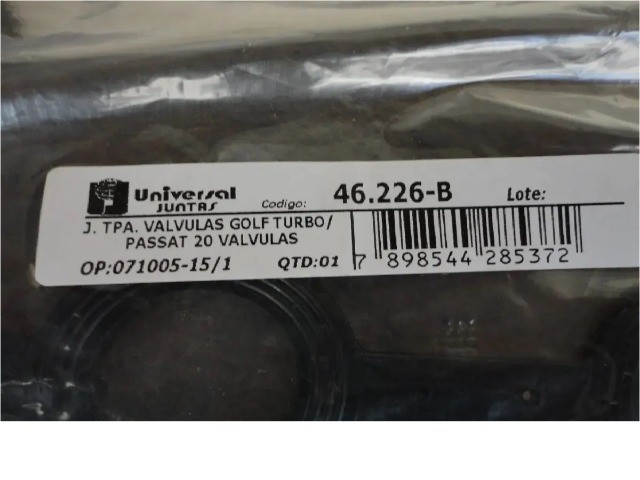 Universal
JUNTAS
Codigo: 46.226-B Lote:
J. TPA. VALVULAS GOLF TURBO/
PASSAT 20 VALVULAS
OP:071005-15/1 QTD:01
7 898544 285372